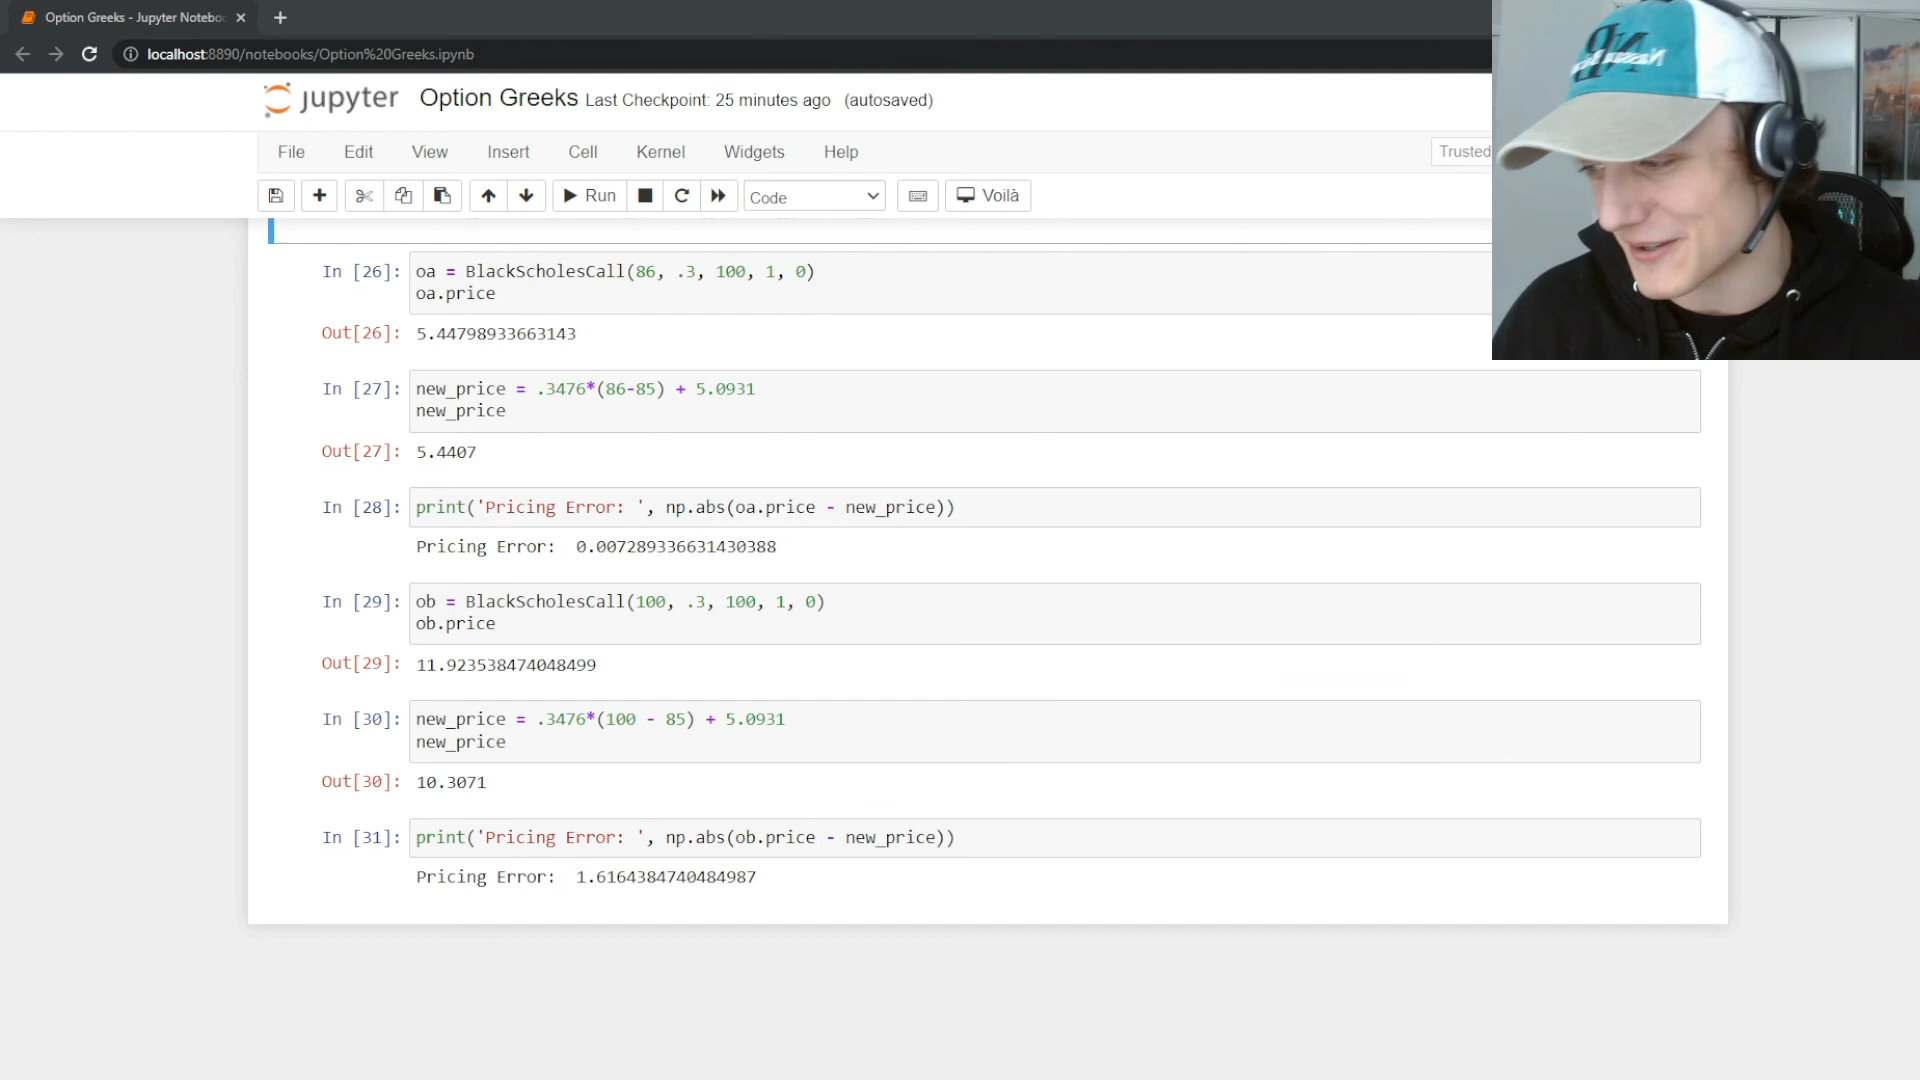 Option Greeks - Jupyter Notebo
localhost:8890/notebooks/Option%20Greeks.ipynb
jupyter Option Greeks Last Checkpoint: 25 minutes ago (autosaved)
File Edit View Insert Cell Kernel Widgets Help Trusted
Run Code Voilà
In [26]: oa = BlackScholesCall(86, .3, 100, 1, 0)
oa.price
Out[26]: 5.44798933663143
In [27]: new_price = .3476*(86-85) + 5.0931
new_price
Out[27]: 5.4407
In [28]: print('Pricing Error: ', np.abs(oa.price - new_price))
Pricing Error:  0.007289336631430388
In [29]: ob = BlackScholesCall(100, .3, 100, 1, 0)
ob.price
Out[29]: 11.923538474048499
In [30]: new_price = .3476*(100 - 85) + 5.0931
new_price
Out[30]: 10.3071
In [31]: print('Pricing Error: ', np.abs(ob.price - new_price))
Pricing Error:  1.6164384740484987